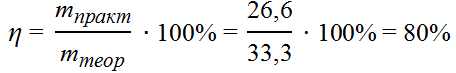 η = m_практ / m_теор · 100% = 26,6 / 33,3 · 100% = 80%